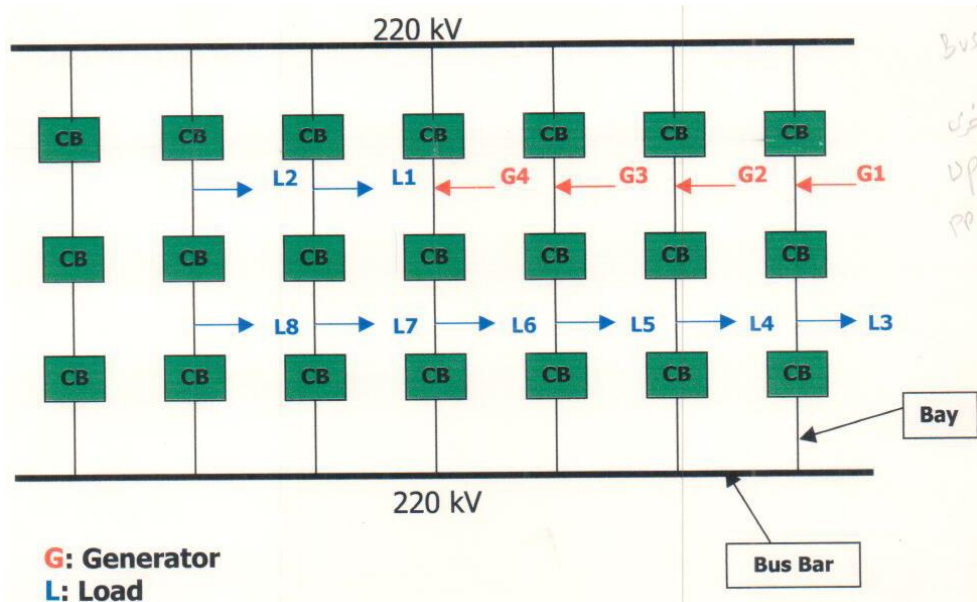 220 kV
Bus
CB CB CB CB CB CB CB
L2 L1 G4 G3 G2 G1
CB CB CB CB CB CB CB
L8 L7 L6 L5 L4 L3
CB CB CB CB CB CB CB
Bay
220 kV
Bus Bar
G: Generator
L: Load